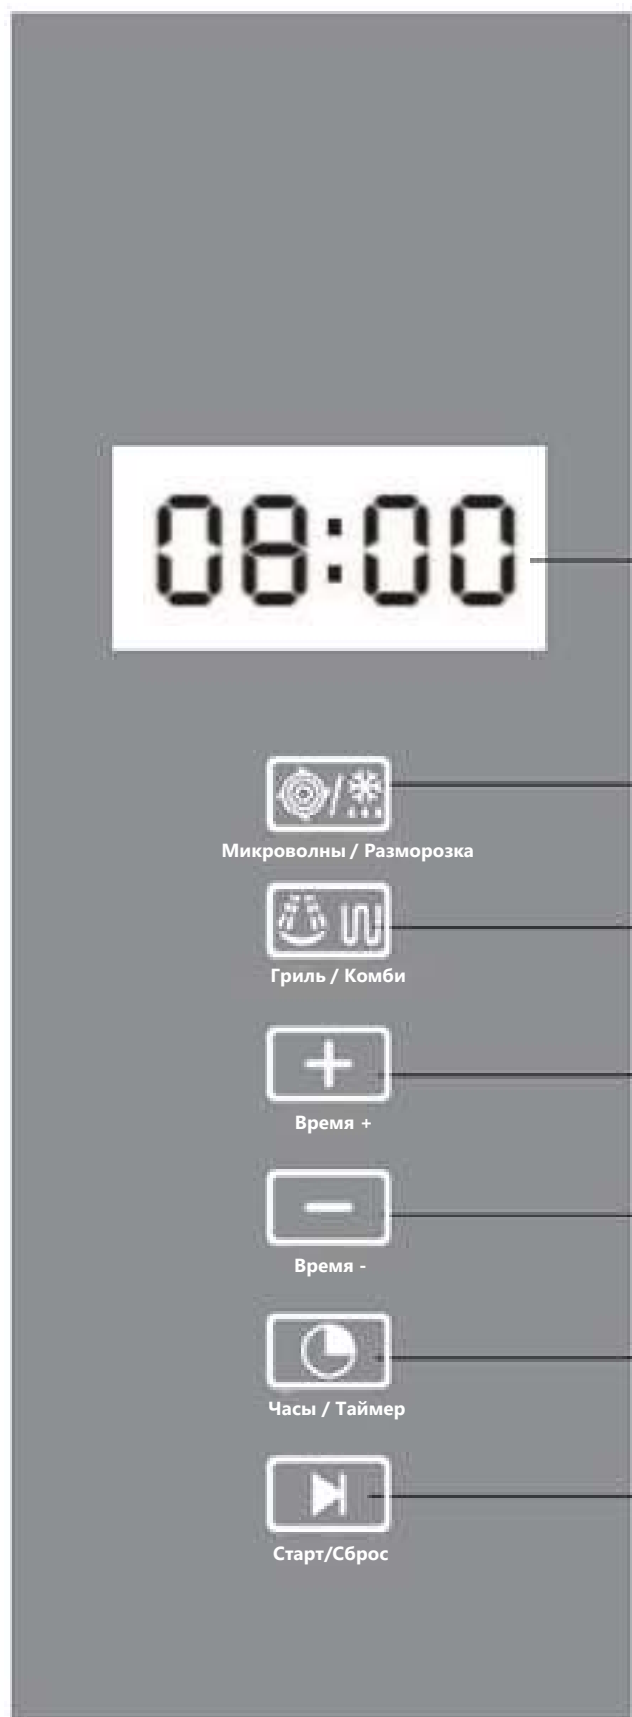 08:00
Микроволны / Разморозка
Гриль / Комби
Время +
Время -
Часы / Таймер
Старт/Сброс